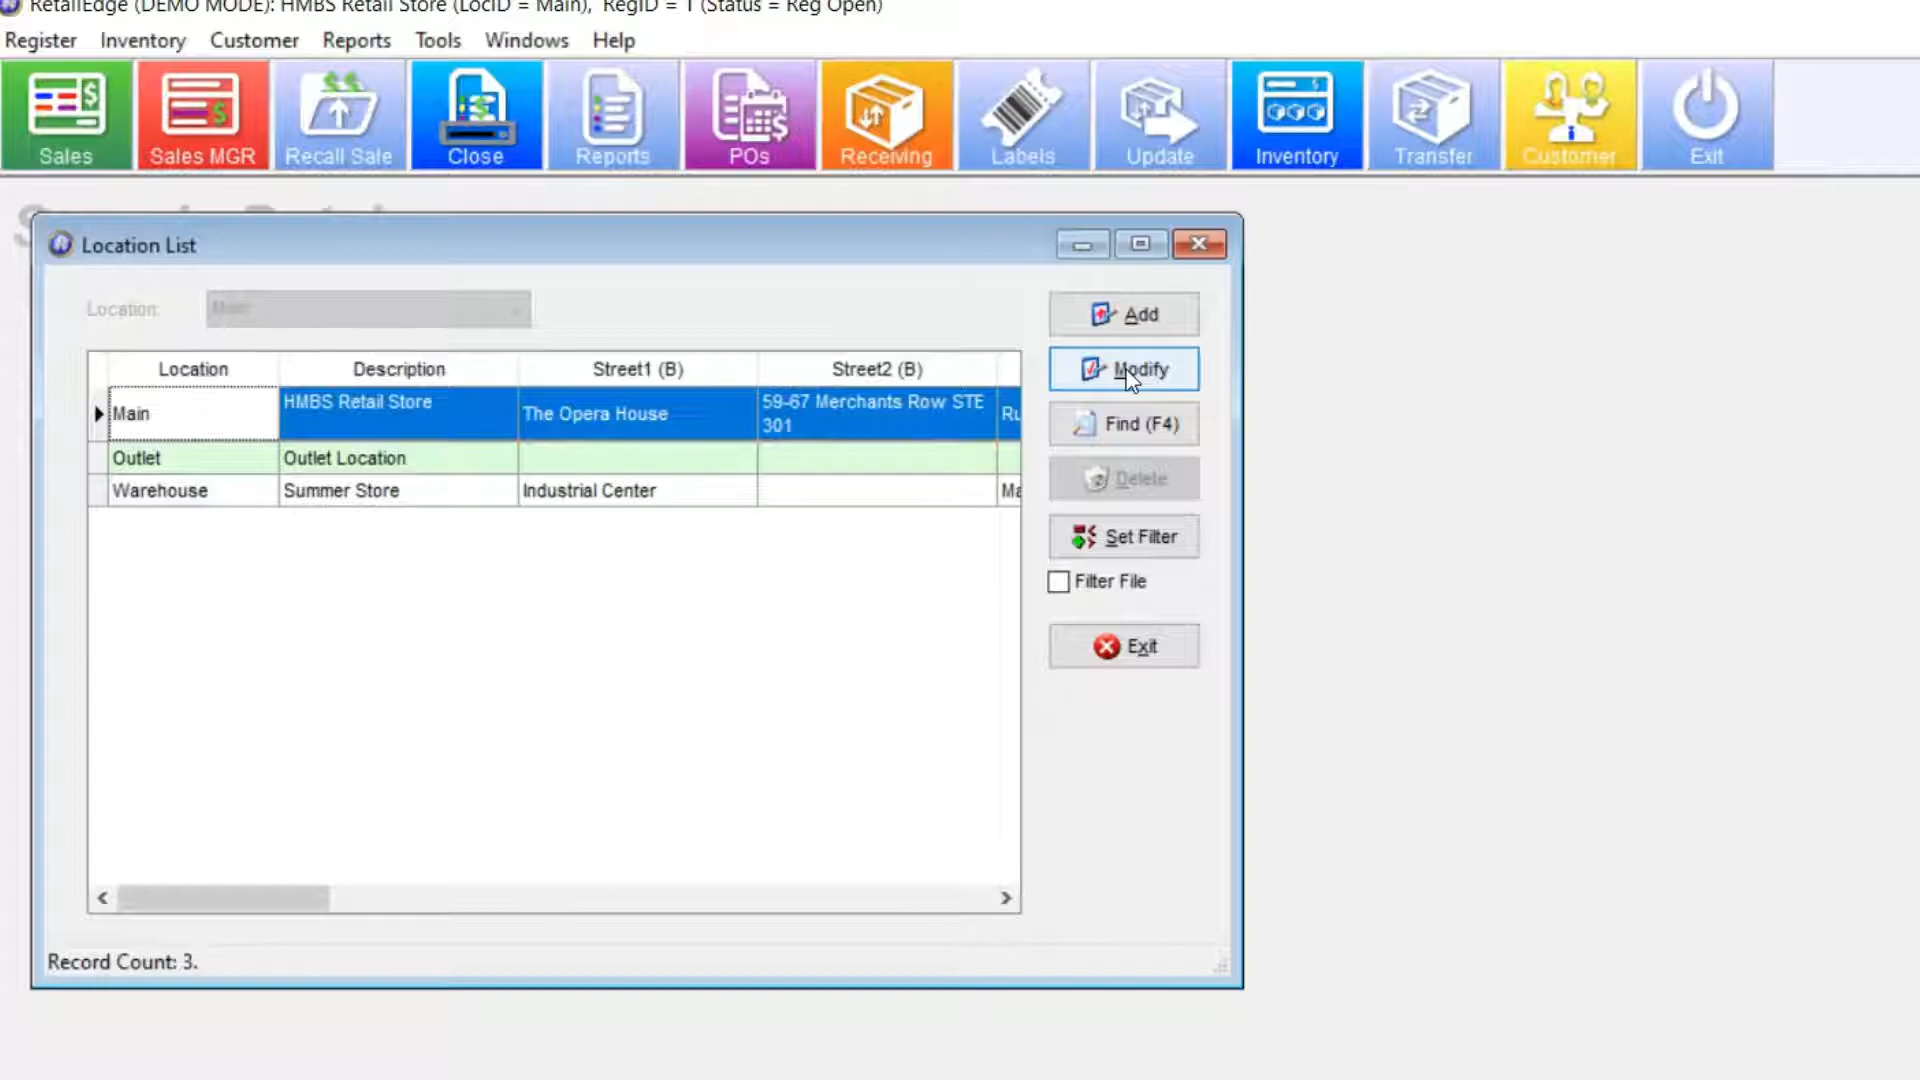 RetailEdge (DEMO MODE): HMBS Retail Store (LocID = Main), RegID = 1 (Status = Reg Open)
Register Inventory Customer Reports Tools Windows Help
Sales Sales MGR Recall Sale Close Reports POs Receiving Labels Update Inventory Transfer Customer Exit
Location List
Location: Main
Add
Modify
Find (F4)
Delete
Set Filter
Filter File
Exit
Location Description Street1 (B) Street2 (B)
Main HMBS Retail Store The Opera House 59-67 Merchants Row STE
301 Ru
Outlet Outlet Location
Warehouse Summer Store Industrial Center Ma
Record Count: 3.